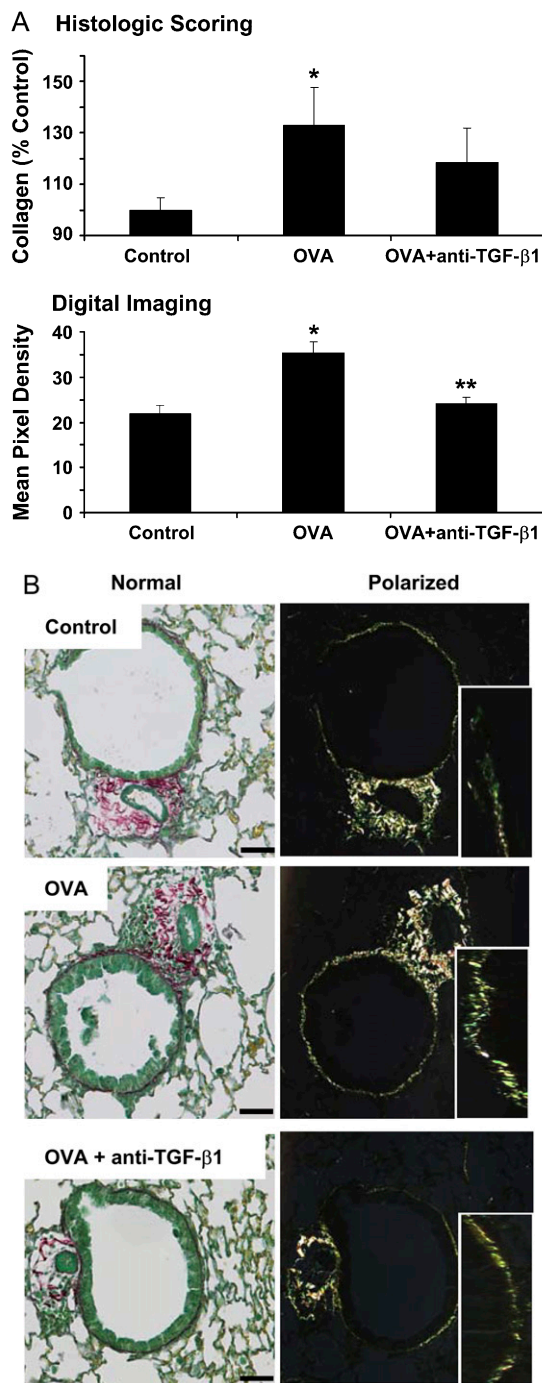 A Histologic Scoring
Collagen (% Control)
150
130
110
90
*
Control OVA OVA+anti-TGF-β1
Digital Imaging
Mean Pixel Density
40
30
20
10
0
*
**
Control OVA OVA+anti-TGF-β1
B Normal Polarized
Control
OVA
OVA + anti-TGF-β1